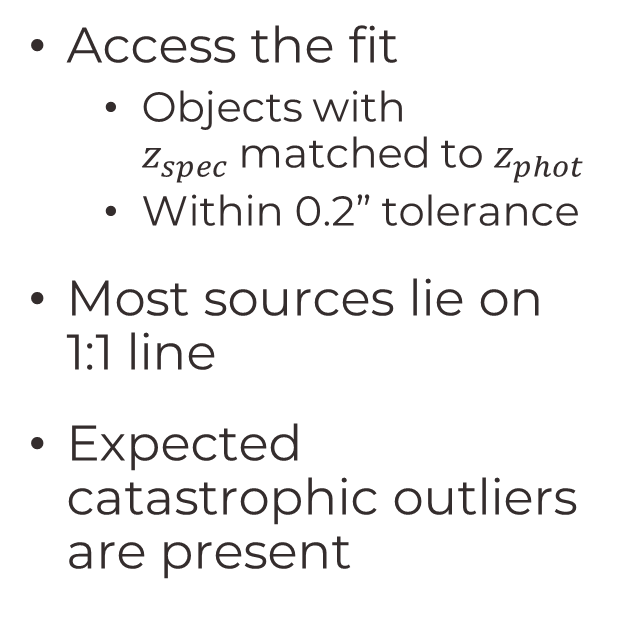 • Access the fit
• Objects with
z_spec matched to z_phot
• Within 0.2” tolerance
• Most sources lie on
1:1 line
• Expected
catastrophic outliers
are present